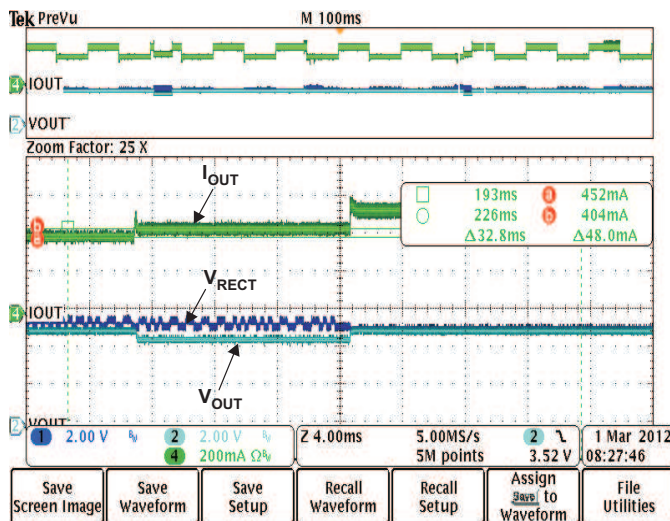 Tek PreVu M 100ms
4 IOUT
2 VOUT
Zoom Factor: 25 X
IOUT
193ms a 452mA
226ms b 404mA
Δ32.8ms Δ48.0mA
b
a
VRECT
4 IOUT
VOUT
2 VOUT
1 2.00 V BW 2 2.00 V BW
4 200mA Ω BW
Z 4.00ms 5.00MS/s 2
5M points 3.52 V
1 Mar 2012
08:27:46
Save Screen Image
Save Waveform
Save Setup
Recall Waveform
Recall Setup
Assign Save to Waveform
File Utilities